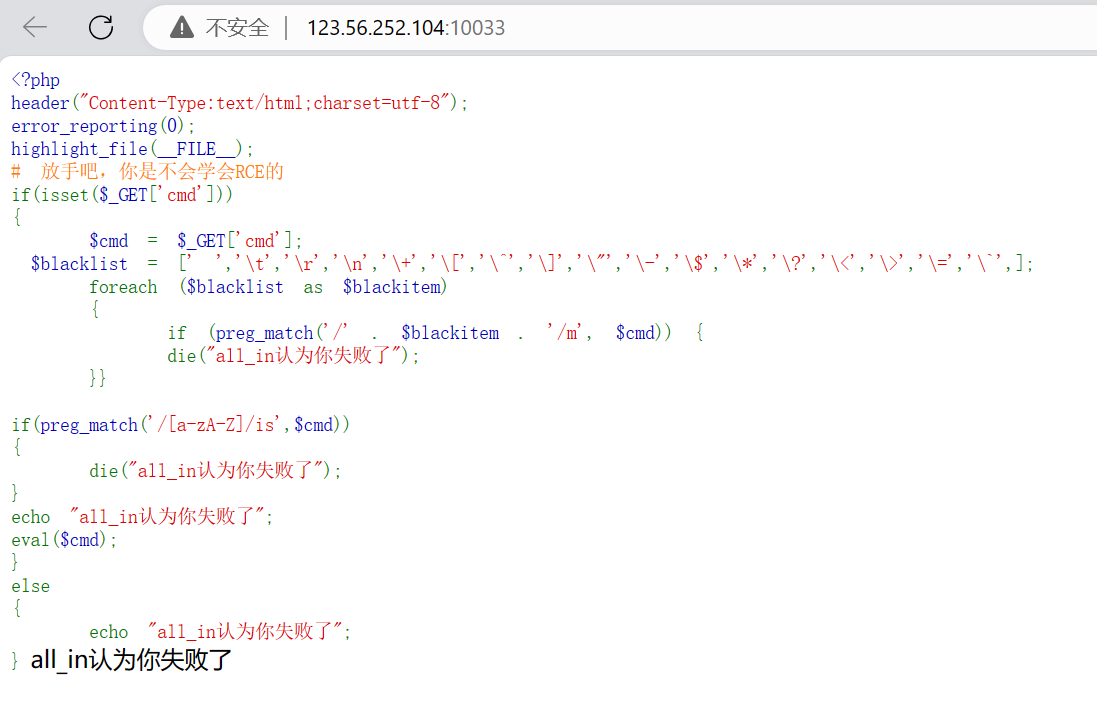 不安全 | 123.56.252.104:10033
<?php
header("Content-Type:text/html;charset=utf-8");
error_reporting(0);
highlight_file(__FILE__);
# 放手吧，你是不会学会RCE的
if(isset($_GET['cmd']))
{
$cmd = $_GET['cmd'];
$blacklist = [' ','\t','\r','\n','\+','\[','\^','\]','\"','\-','\$','\*','\?','\<','\>','\=','\`',];
foreach ($blacklist as $blackitem)
{
if (preg_match('/' . $blackitem . '/m', $cmd)) {
die("all_in认为你失败了");
}}
if(preg_match('/[a-zA-Z]/is',$cmd))
{
die("all_in认为你失败了");
}
echo "all_in认为你失败了";
eval($cmd);
}
else
{
echo "all_in认为你失败了";
} all_in认为你失败了